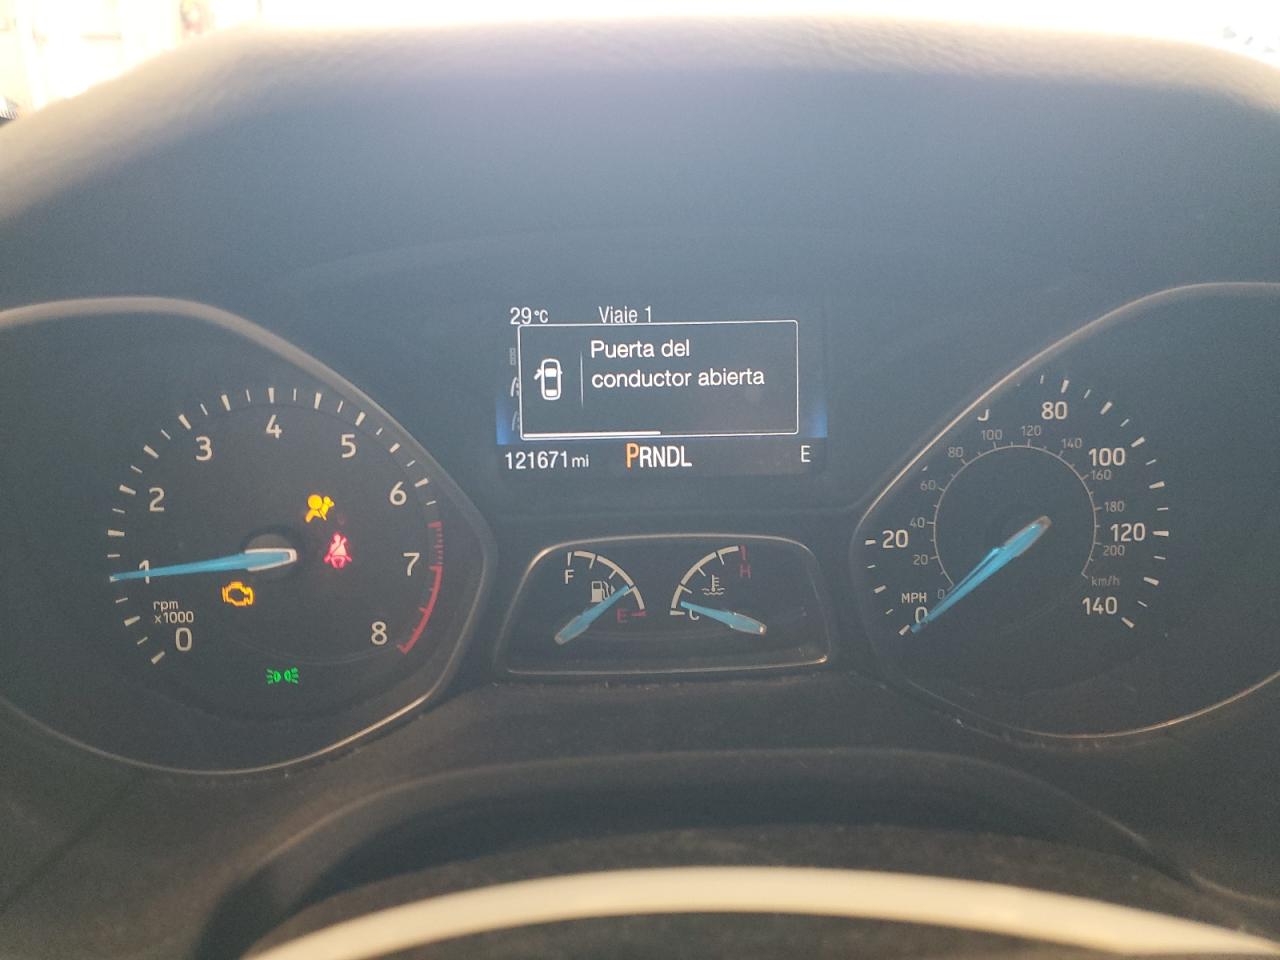 29°C Viaje 1
Puerta del
conductor abierta
121671 mi PRNDL E
0 1 2 3 4 5 6 7 8
rpm
x1000
F E
C H
MPH
0 20 80 100 120 140
0 20 40 60 80 100 120 140 160 180 200
km/h